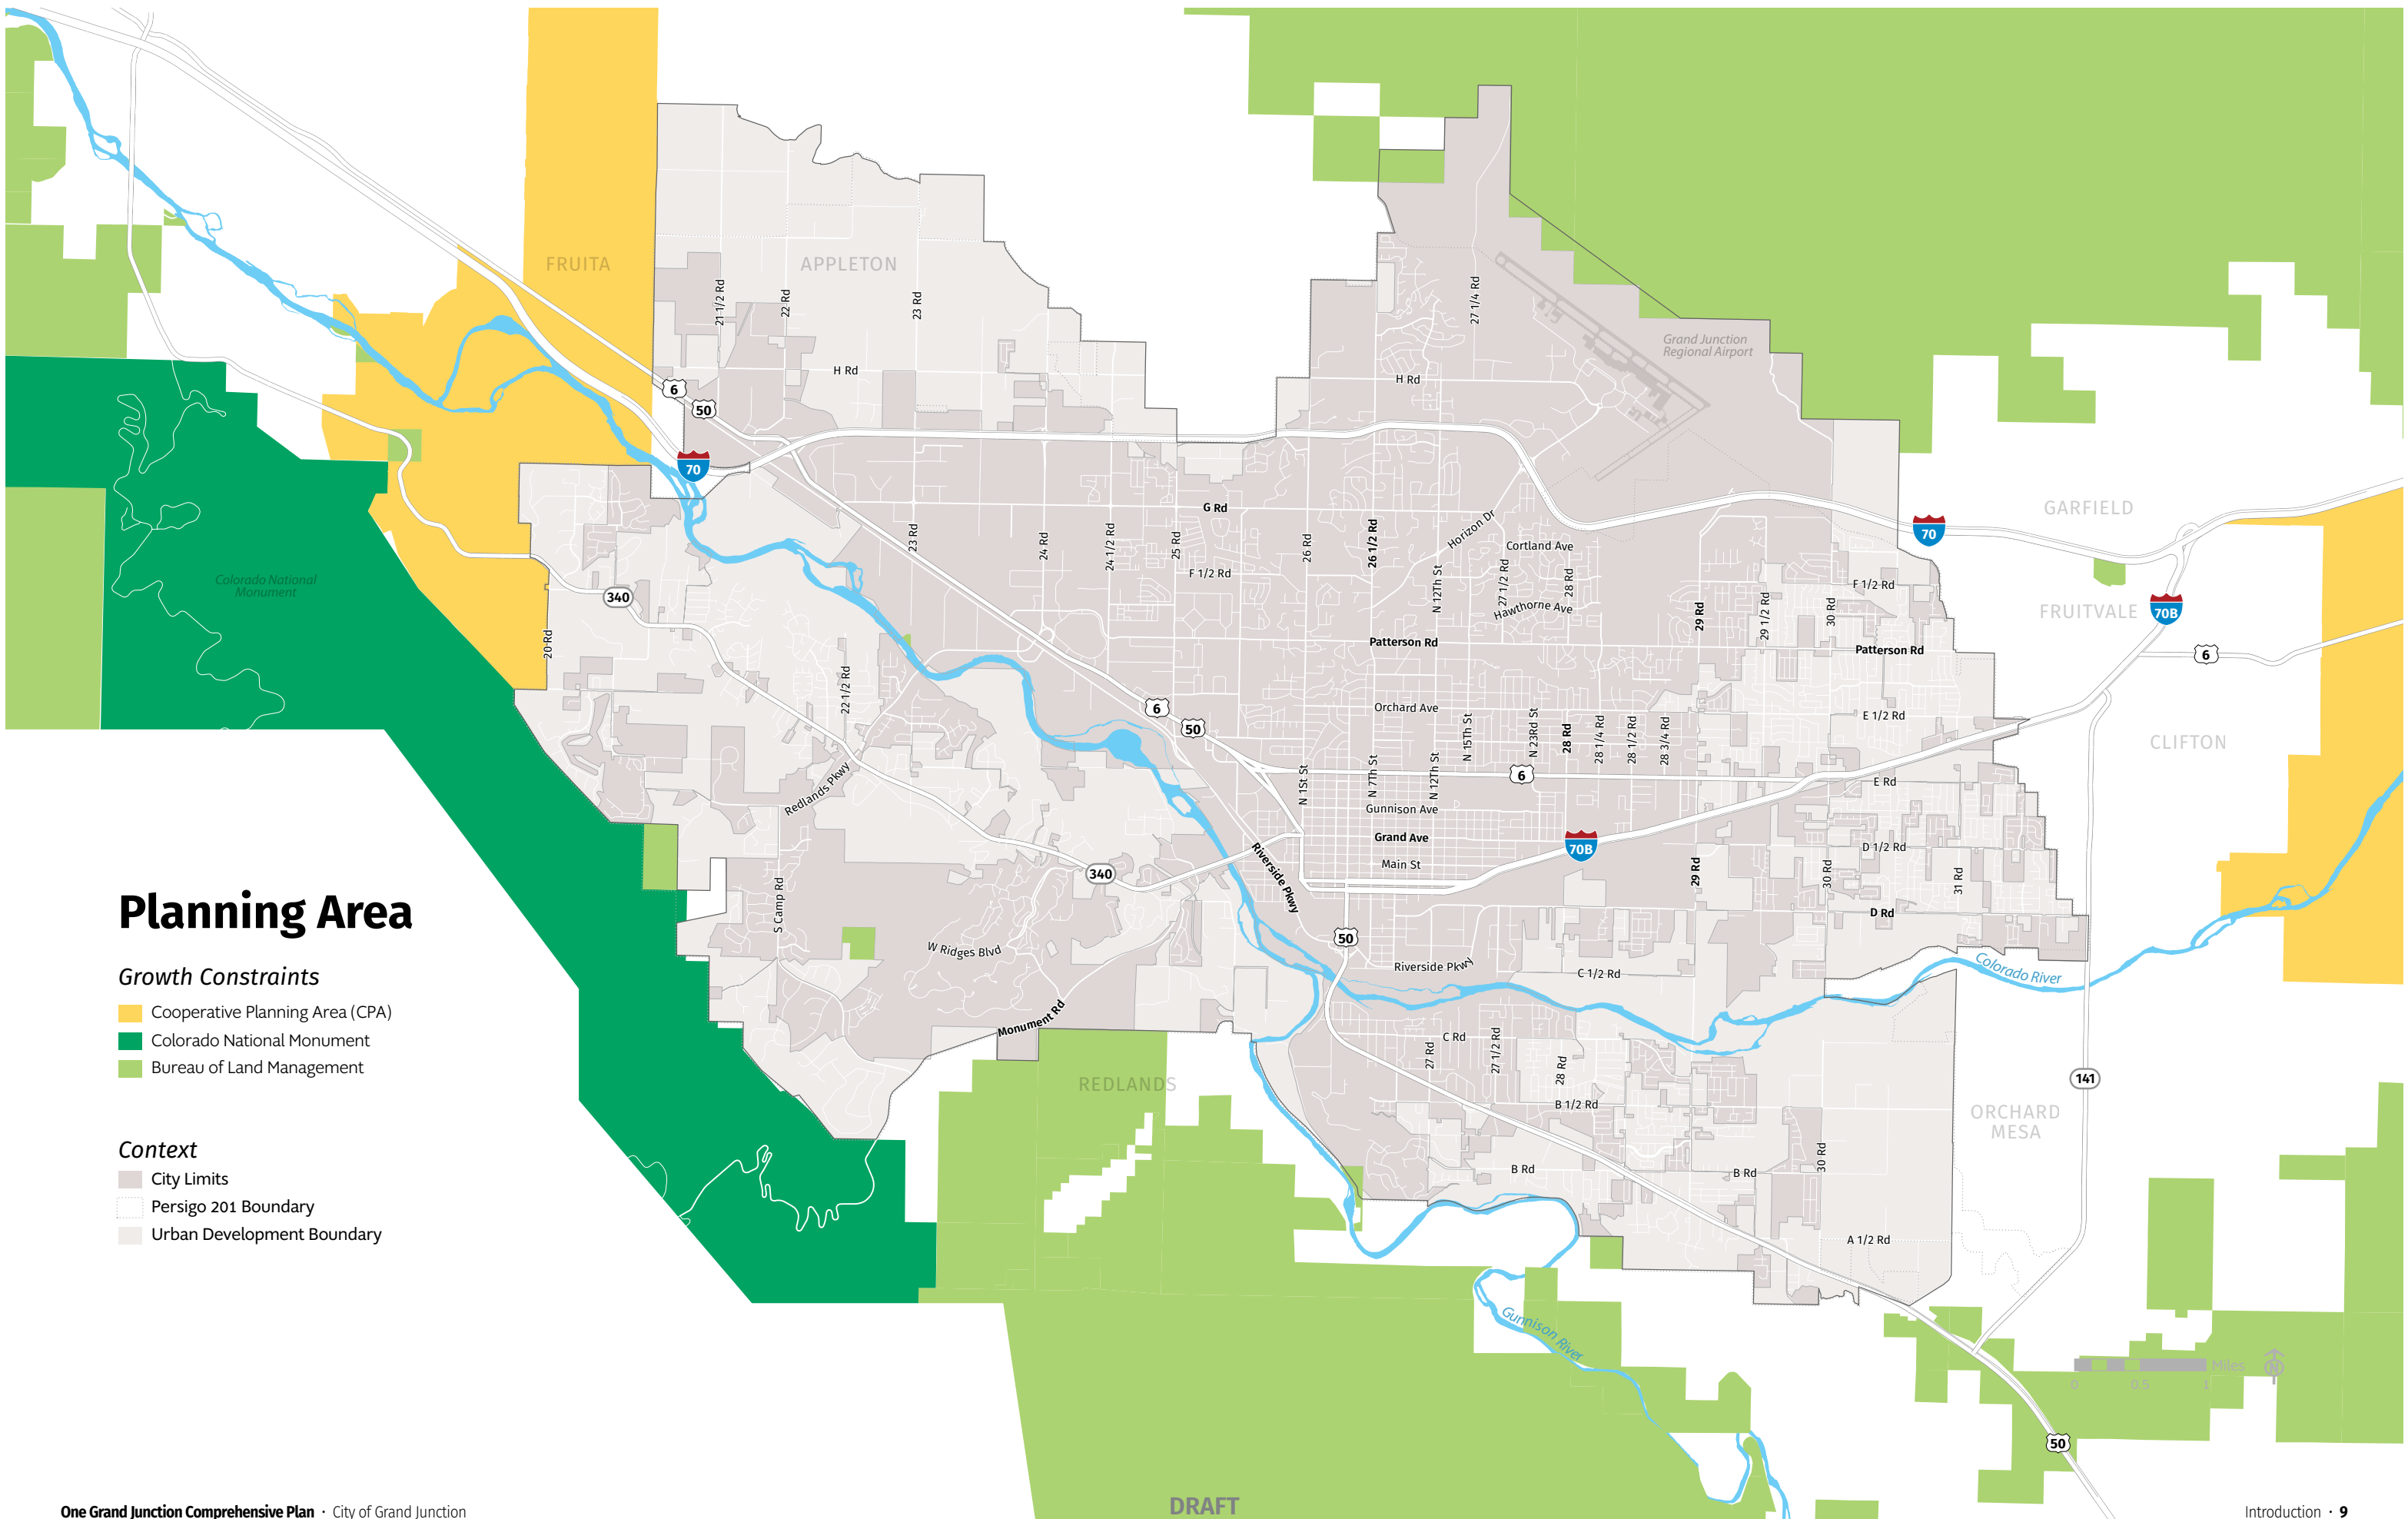 FRUITA
APPLETON
21 1/2 Rd
22 Rd
23 Rd
27 1/4 Rd
Grand Junction
Regional Airport
H Rd
H Rd
6
50
70
G Rd
Horizon Dr
23 Rd
24 Rd
24 1/2 Rd
25 Rd
26 Rd
26 1/2 Rd
Cortland Ave
F 1/2 Rd
N 12Th St
27 1/2 Rd
28 Rd
Hawthorne Ave
GARFIELD
70
F 1/2 Rd
FRUITVALE
70B
29 Rd
29 1/2 Rd
30 Rd
Colorado National
Monument
340
20 Rd
Patterson Rd
Patterson Rd
6
22 1/2 Rd
6
50
Orchard Ave
E 1/2 Rd
N 15Th St
N 23Rd St
28 Rd
28 1/4 Rd
28 1/2 Rd
28 3/4 Rd
CLIFTON
N 1St St
N 7Th St
N 12Th St
6
E Rd
Redlands Pkwy
Gunnison Ave
Grand Ave
Main St
70B
D 1/2 Rd
340
Riverside Pkwy
29 Rd
30 Rd
31 Rd
S Camp Rd
D Rd
W Ridges Blvd
50
Riverside Pkwy
C 1/2 Rd
Colorado River
Monument Rd
C Rd
27 Rd
27 1/2 Rd
28 Rd
REDLANDS
B 1/2 Rd
141
ORCHARD
MESA
B Rd
B Rd
30 Rd
A 1/2 Rd
Gunnison River
Miles
N
0 0.5 1
50
Planning Area
Growth Constraints
Cooperative Planning Area (CPA)
Colorado National Monument
Bureau of Land Management
Context
City Limits
Persigo 201 Boundary
Urban Development Boundary
One Grand Junction Comprehensive Plan · City of Grand Junction
DRAFT
Introduction · 9